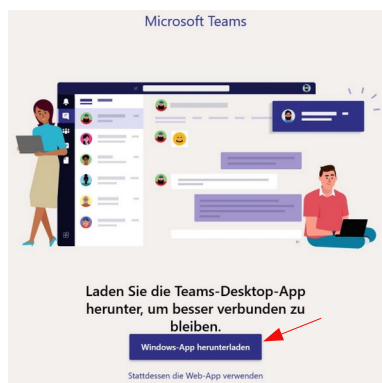 Microsoft Teams
Laden Sie die Teams-Desktop-App
herunter, um besser verbunden zu
bleiben.
Windows-App herunterladen
Stattdessen die Web-App verwenden